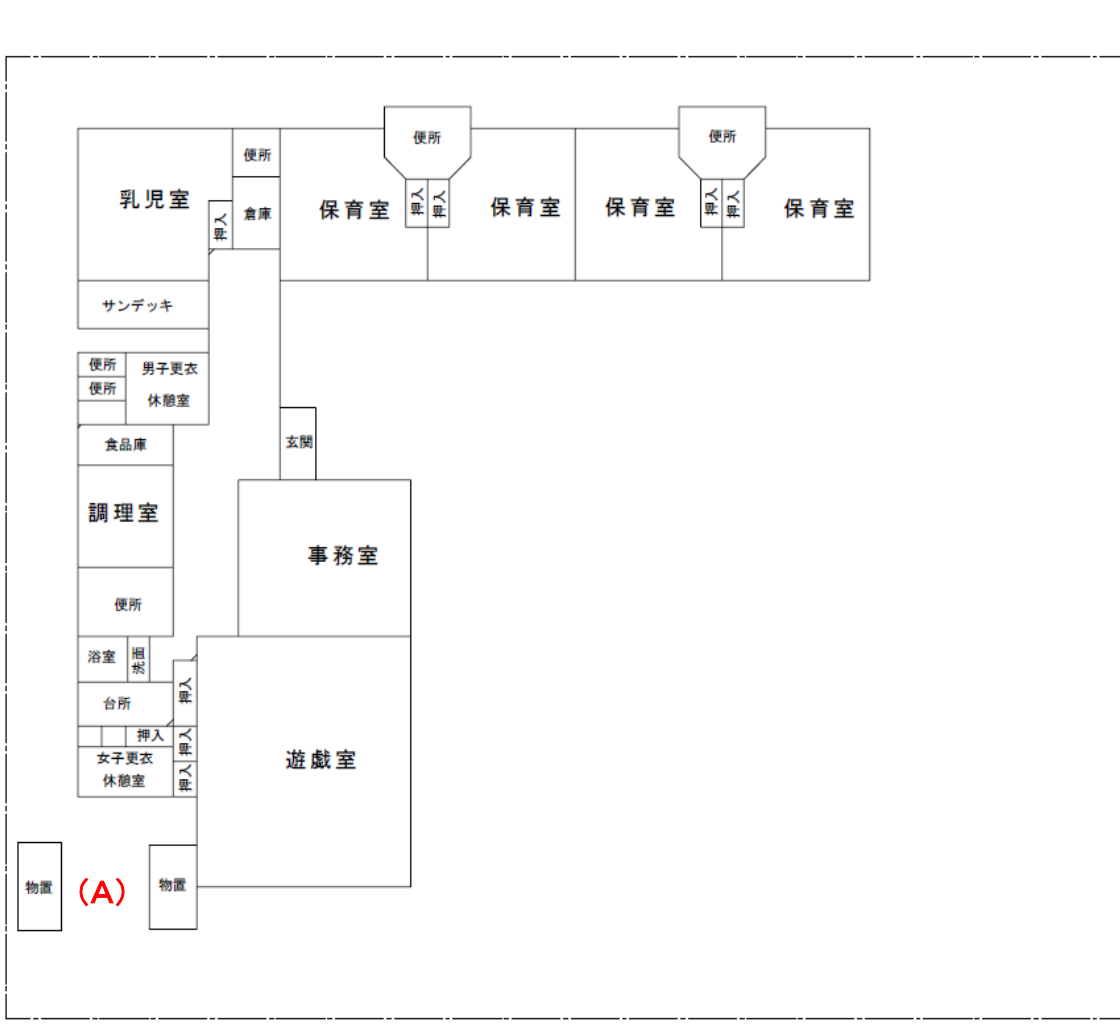 便所
便所
便所
乳児室
押入
倉庫
保育室
押入
押入
保育室
保育室
押入
押入
保育室
サンデッキ
便所
便所
男子更衣
休憩室
食品庫
玄関
調理室
事務室
便所
浴室
洗面
台所
押入
押入
押入
押入
女子更衣
休憩室
遊戯室
物置
(A)
物置